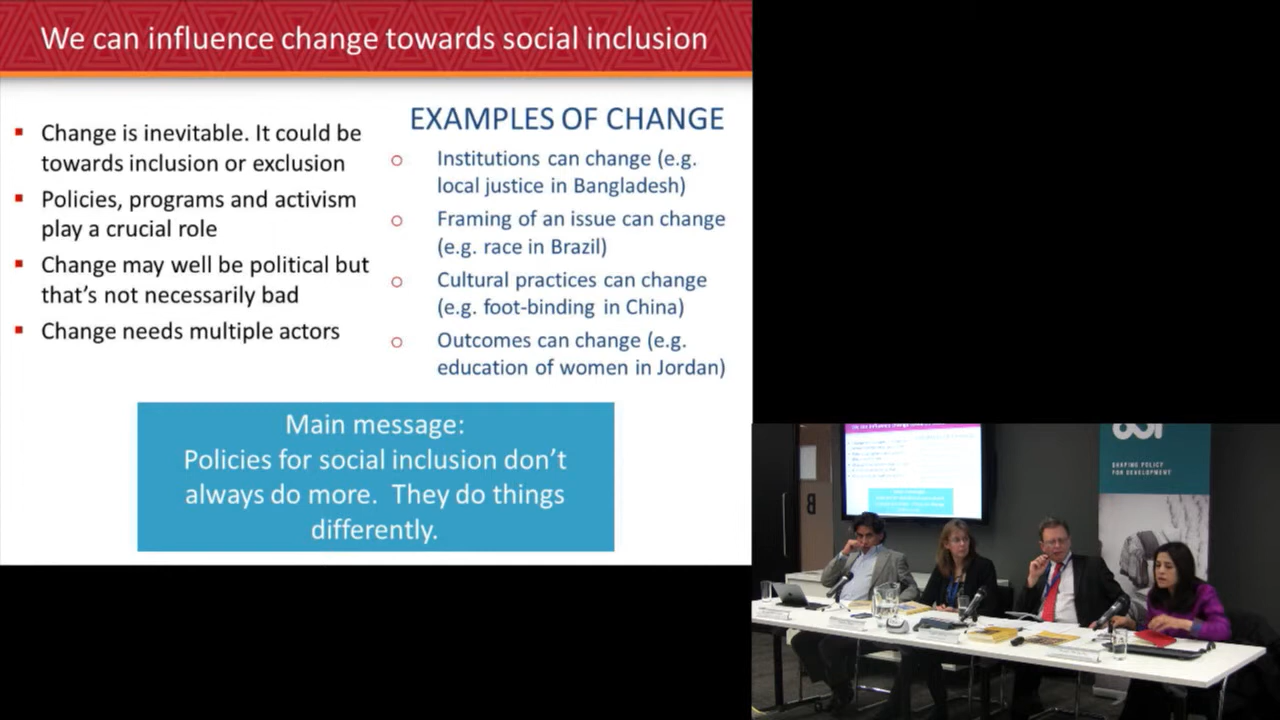 We can influence change towards social inclusion
Change is inevitable. It could be
towards inclusion or exclusion
Policies, programs and activism
play a crucial role
Change may well be political but
that's not necessarily bad
Change needs multiple actors
EXAMPLES OF CHANGE
Institutions can change (e.g.
local justice in Bangladesh)
Framing of an issue can change
(e.g. race in Brazil)
Cultural practices can change
(e.g. foot-binding in China)
Outcomes can change (e.g.
education of women in Jordan)
Main message:
Policies for social inclusion don't
always do more. They do things
differently.
SHAPING POLICY
FOR DEVELOPMENT